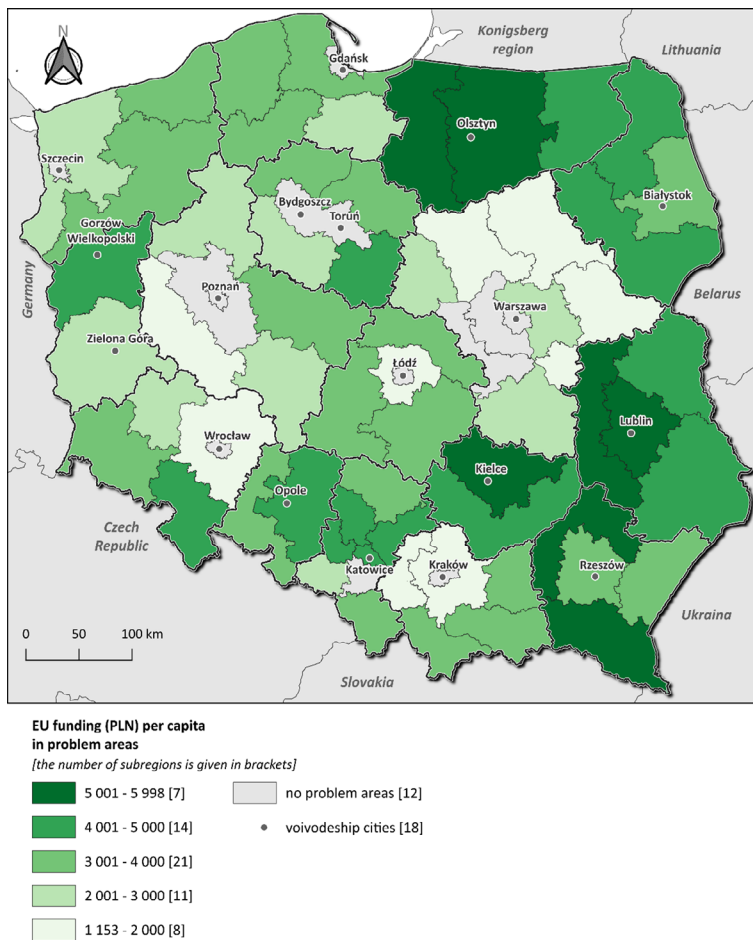 N
Konigsberg
region
Lithuania
Gdańsk
Olsztyn
Szczecin
Białystok
Bydgoszcz
Toruń
Gorzów
Wielkopolski
Germany
Poznań
Belarus
Warszawa
Zielona Góra
Łódź
Lublin
Wrocław
Kielce
Opole
Czech
Republic
Katowice
Kraków
Rzeszów
Ukraina
0 50 100 km
Slovakia
EU funding (PLN) per capita
in problem areas
[the number of subregions is given in brackets]
5 001 - 5 998 [7]
no problem areas [12]
4 001 - 5 000 [14]
voivodeship cities [18]
3 001 - 4 000 [21]
2 001 - 3 000 [11]
1 153 - 2 000 [8]